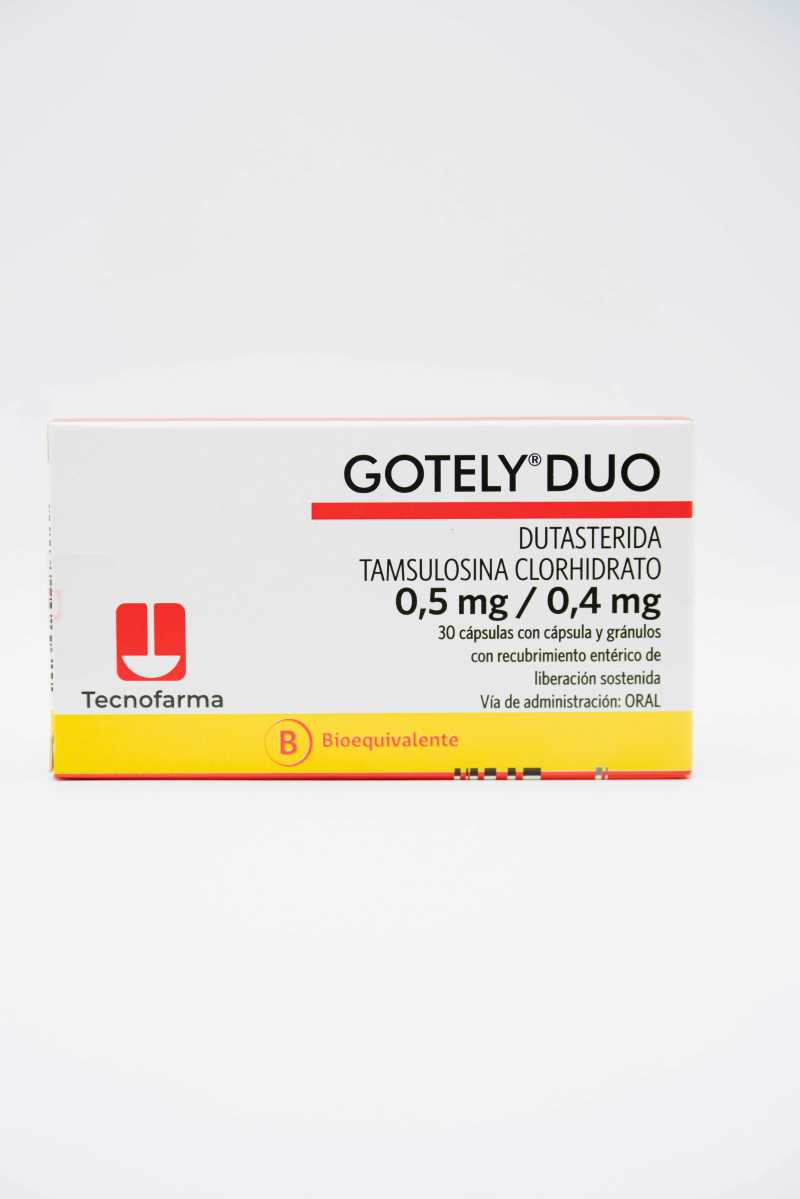 GOTELY® DUO
DUTASTERIDA
TAMSULOSINA CLORHIDRATO
0,5 mg / 0,4 mg
30 cápsulas con cápsula y gránulos
con recubrimiento entérico de
liberación sostenida
Vía de administración: ORAL
Tecnofarma
B Bioequivalente